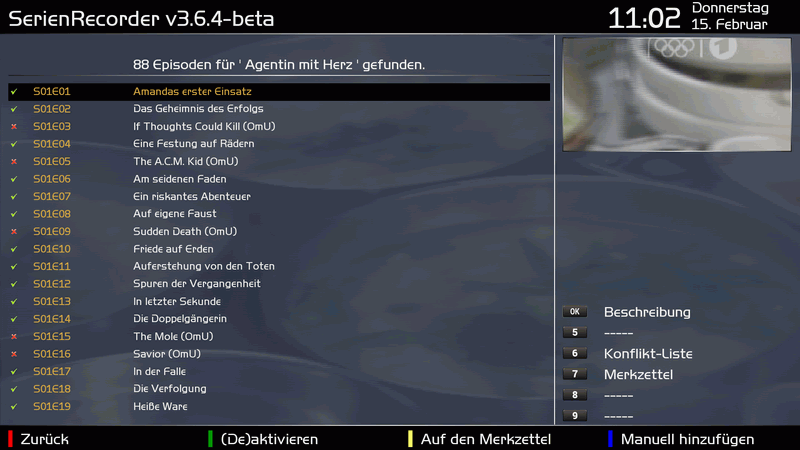 SerienRecorder v3.6.4-beta
11:02
Donnerstag
15. Februar
88 Episoden für ' Agentin mit Herz ' gefunden.
S01E01 Amandas erster Einsatz
S01E02 Das Geheimnis des Erfolgs
S01E03 If Thoughts Could Kill (OmU)
S01E04 Eine Festung auf Rädern
S01E05 The A.C.M. Kid (OmU)
S01E06 Am seidenen Faden
S01E07 Ein riskantes Abenteuer
S01E08 Auf eigene Faust
S01E09 Sudden Death (OmU)
S01E10 Friede auf Erden
S01E11 Auferstehung von den Toten
S01E12 Spuren der Vergangenheit
S01E13 In letzter Sekunde
S01E14 Die Doppelgängerin
S01E15 The Mole (OmU)
S01E16 Savior (OmU)
S01E17 In der Falle
S01E18 Die Verfolgung
S01E19 Heiße Ware
OK Beschreibung
5 -----
6 Konflikt-Liste
7 Merkzettel
8 -----
9 -----
Zurück
(De)aktivieren
Auf den Merkzettel
Manuell hinzufügen